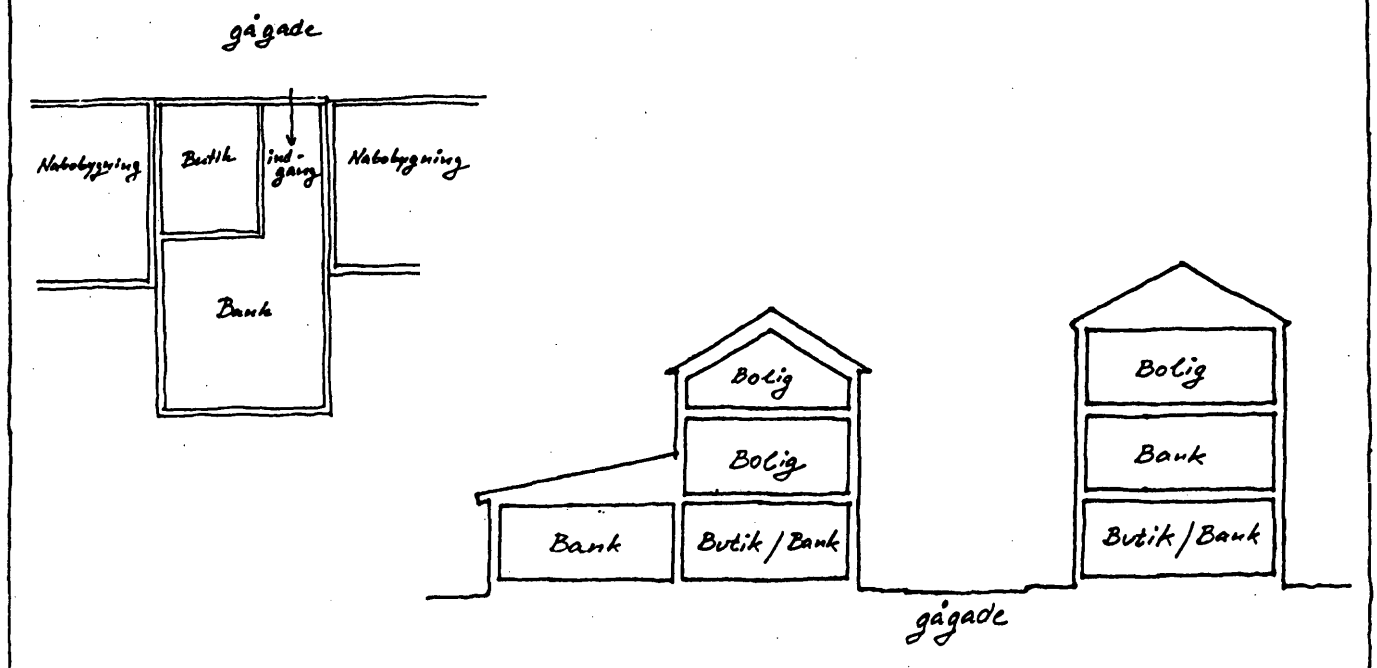 gågade
Nabobygning
Butik
ind-
gang
Nabobygning
Bank
Bolig
Bolig
Bank
Butik / Bank
Bolig
Bank
Butik / Bank
gågade